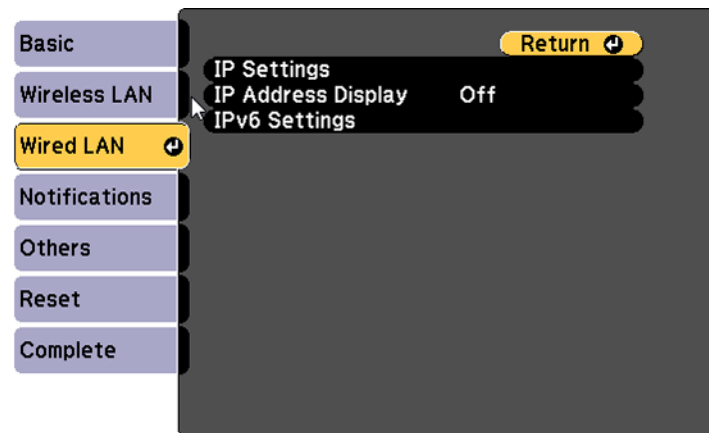 Basic
Wireless LAN
Wired LAN
Notifications
Others
Reset
Complete
Return
IP Settings
IP Address Display Off
IPv6 Settings